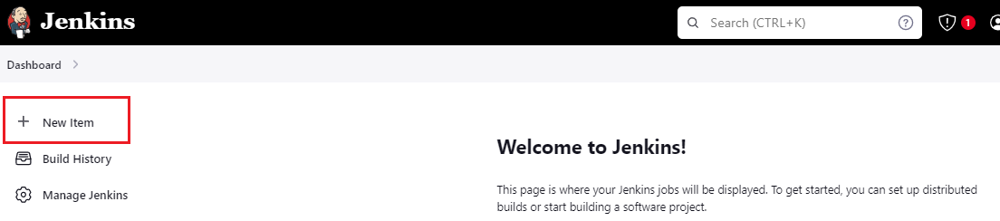 Jenkins
Search (CTRL+K)
1
Dashboard
New Item
Build History
Manage Jenkins
Welcome to Jenkins!
This page is where your Jenkins jobs will be displayed. To get started, you can set up distributed
builds or start building a software project.